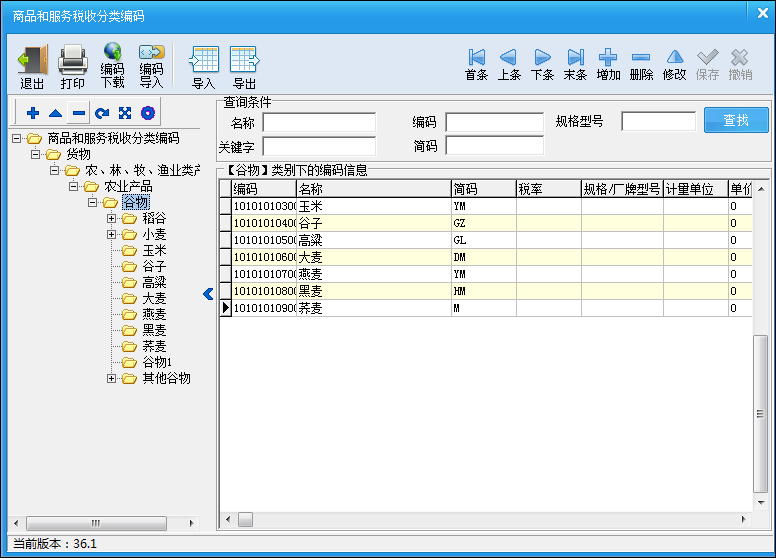 商品和服务税收分类编码
退出
打印
编码下载
编码导入
导入
导出
首条
上条
下条
末条
增加
删除
修改
保存
撤销
商品和服务税收分类编码
货物
农、林、牧、渔业类产
农业产品
谷物
稻谷
小麦
玉米
谷子
高粱
大麦
燕麦
黑麦
荞麦
谷物1
其他谷物
查询条件
名称
编码
规格型号
查找
关键字
简码
【谷物】类别下的编码信息
编码 名称 简码 税率 规格/厂牌型号 计量单位 单价
10101010300 玉米 YM 0
10101010400 谷子 GZ 0
10101010500 高粱 GL 0
10101010600 大麦 DM 0
10101010700 燕麦 YM 0
10101010800 黑麦 HM 0
10101010900 荞麦 M 0
当前版本：36.1